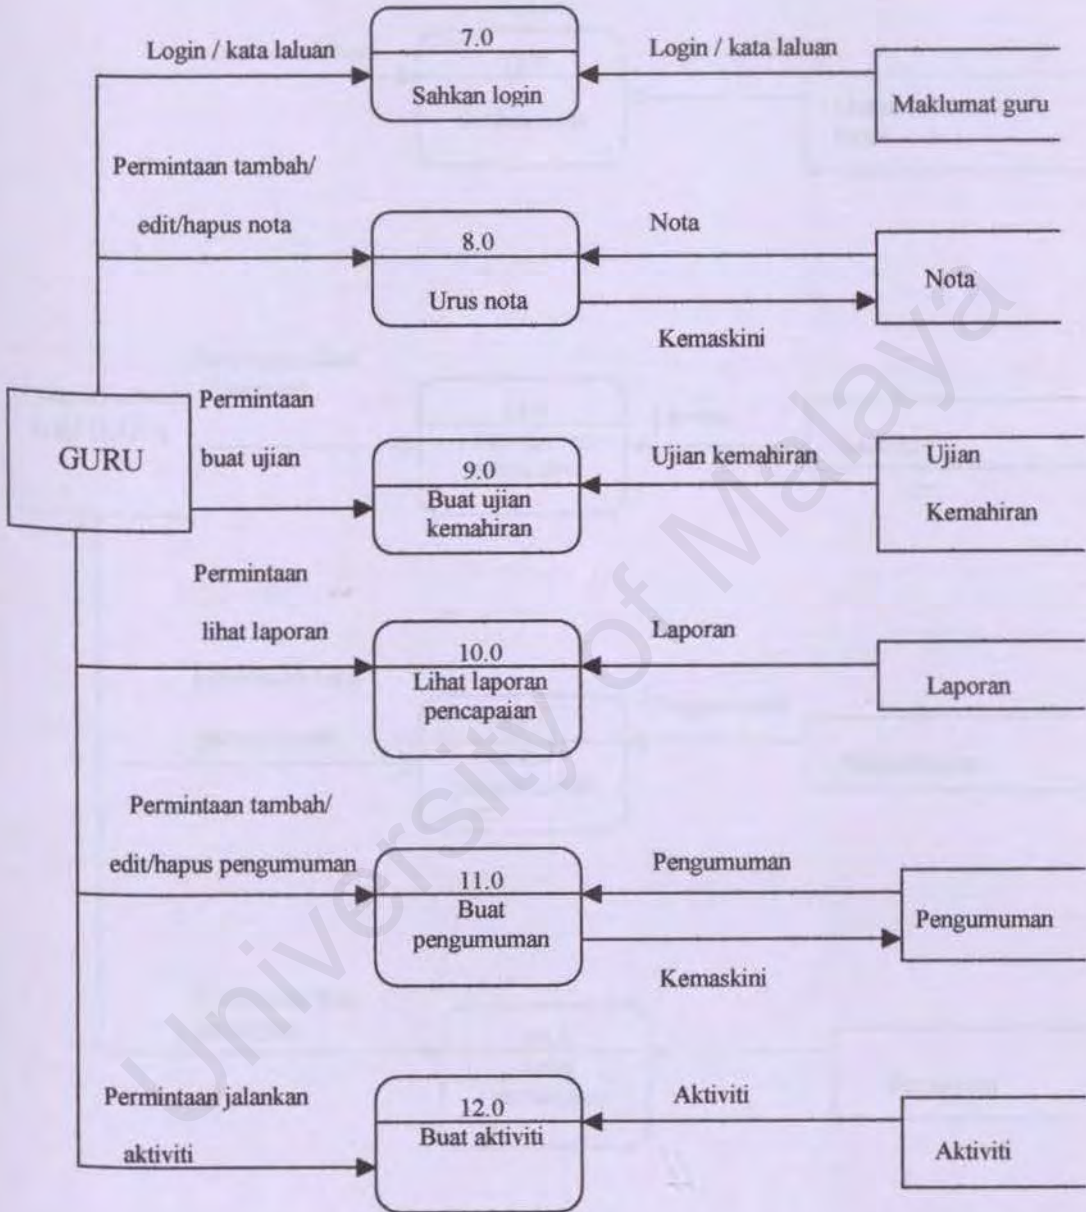 7.0
Login / kata laluan
Login / kata laluan
Sahkan login
Maklumat guru
Permintaan tambah/
edit/hapus nota
8.0
Nota
Urus nota
Nota
Kemaskini
GURU
Permintaan
buat ujian
9.0
Buat ujian
kemahiran
Ujian kemahiran
Ujian
Kemahiran
Permintaan
lihat laporan
10.0
Lihat laporan
pencapaian
Laporan
Laporan
Permintaan tambah/
edit/hapus pengumuman
11.0
Buat
pengumuman
Pengumuman
Pengumuman
Kemaskini
Permintaan jalankan
aktiviti
12.0
Buat aktiviti
Aktiviti
Aktiviti
University of Malaya